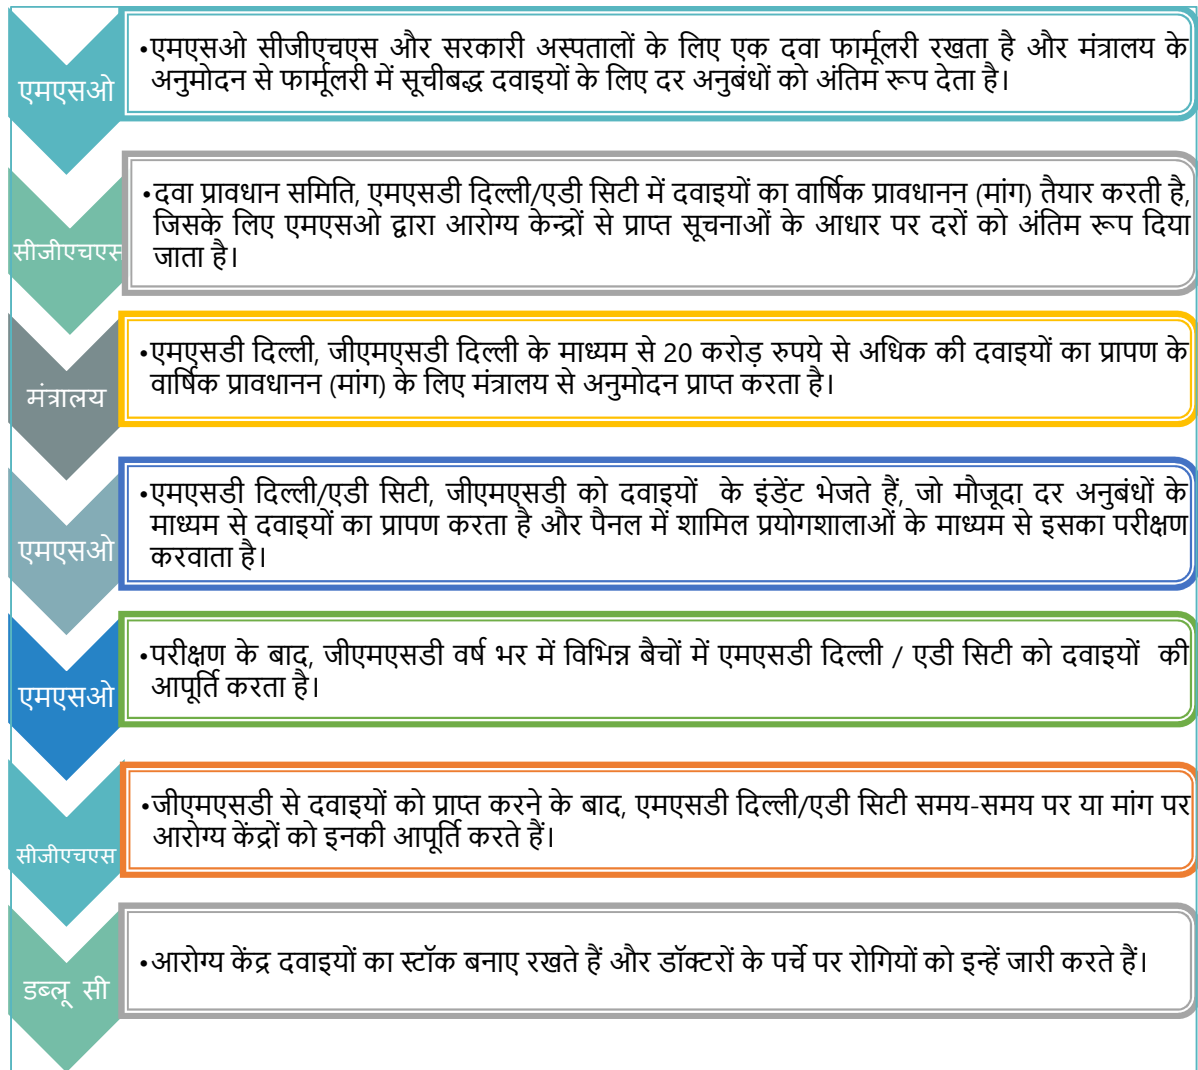 एमएसओ
•एमएसओ सीजीएचएस और सरकारी अस्पतालों के लिए एक दवा फार्मूलरी रखता है और मंत्रालय के
अनुमोदन से फार्मूलरी में सूचीबद्ध दवाइयों के लिए दर अनुबंधों को अंतिम रूप देता है।
सीजीएचएस
•दवा प्रावधान समिति, एमएसडी दिल्ली/एडी सिटी में दवाइयों का वार्षिक प्रावधानन (मांग) तैयार करती है,
जिसके लिए एमएसओ द्वारा आरोग्य केन्द्रों से प्राप्त सूचनाओं के आधार पर दरों को अंतिम रूप दिया
जाता है।
मंत्रालय
•एमएसडी दिल्ली, जीएमएसडी दिल्ली के माध्यम से 20 करोड़ रुपये से अधिक की दवाइयों का प्रापण के
वार्षिक प्रावधानन (मांग) के लिए मंत्रालय से अनुमोदन प्राप्त करता है।
एमएसओ
•एमएसडी दिल्ली/एडी सिटी, जीएमएसडी को दवाइयों के इंडेंट भेजते हैं, जो मौजूदा दर अनुबंधों के
माध्यम से दवाइयों का प्रापण करता है और पैनल में शामिल प्रयोगशालाओं के माध्यम से इसका परीक्षण
करवाता है।
एमएसओ
•परीक्षण के बाद, जीएमएसडी वर्ष भर में विभिन्न बैचों में एमएसडी दिल्ली / एडी सिटी को दवाइयों की
आपूर्ति करता है।
सीजीएचएस
•जीएमएसडी से दवाइयों को प्राप्त करने के बाद, एमएसडी दिल्ली/एडी सिटी समय-समय पर या मांग पर
आरोग्य केंद्रों को इनकी आपूर्ति करते हैं।
डब्लू सी
•आरोग्य केंद्र दवाइयों का स्टॉक बनाए रखते हैं और डॉक्टरों के पर्चे पर रोगियों को इन्हें जारी करते हैं।